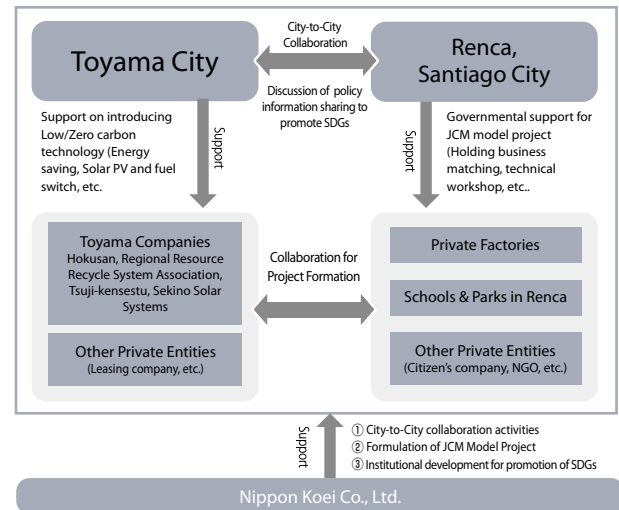 City-to-City
Collaboration
Toyama City
Renca,
Santiago City
Discussion of policy
information sharing to
promote SDGs
Support on introducing
Low/Zero carbon
technology (Energy
saving, Solar PV and fuel
switch, etc.
Support
Support
Governmental support for
JCM model project
(Holding business
matching, technical
workshop, etc..
Toyama Companies
Hokusan, Regional Resource
Recycle System Association,
Tsuji-kensestu, Sekino Solar
Systems
Other Private Entities
(Leasing company, etc.)
Collaboration for
Project Formation
Private Factories
Schools & Parks in Renca
Other Private Entities
(Citizen's company, NGO, etc.)
Support
① City-to-City collaboration activities
② Formulation of JCM Model Project
③ Institutional development for promotion of SDGs
Nippon Koei Co., Ltd.